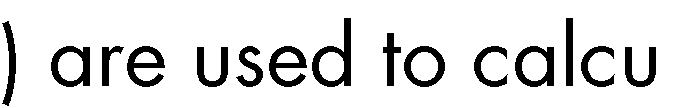 ) are used to calcu